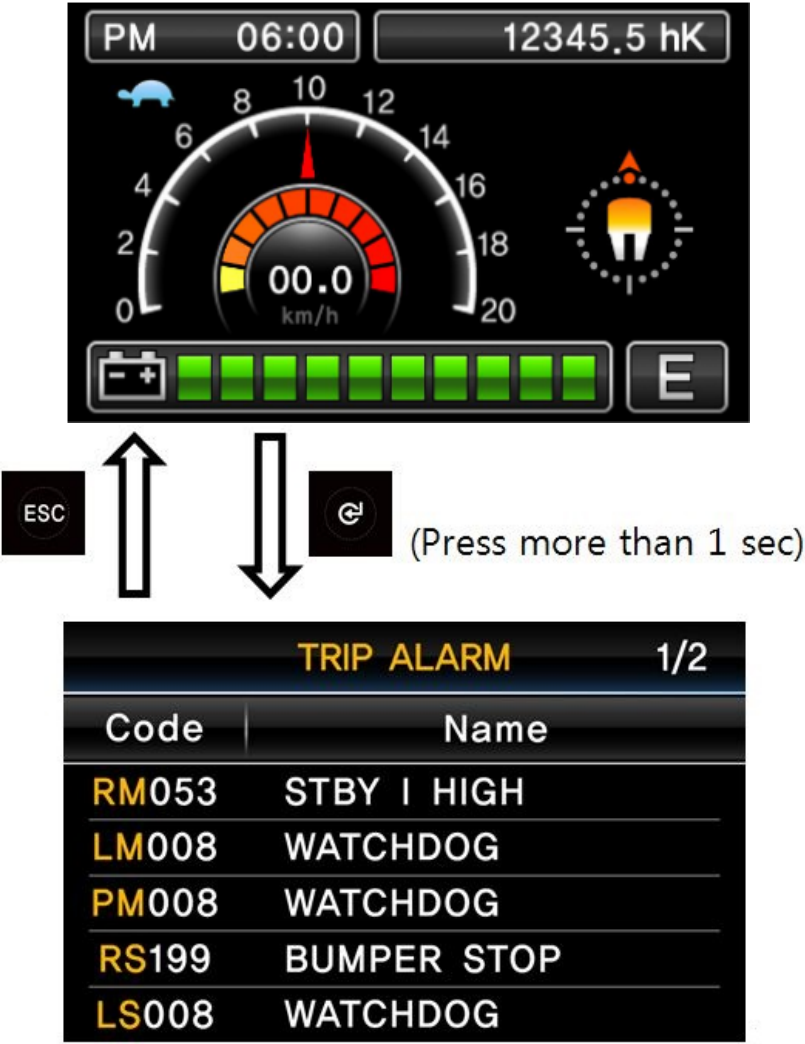 PM 06:00 12345.5 hK
10
8 12
6 14
4 16
2 18
00.0
0 km/h 20
- + E
ESC
(Press more than 1 sec)
TRIP ALARM 1/2
Code Name
RM053 STBY I HIGH
LM008 WATCHDOG
PM008 WATCHDOG
RS199 BUMPER STOP
LS008 WATCHDOG